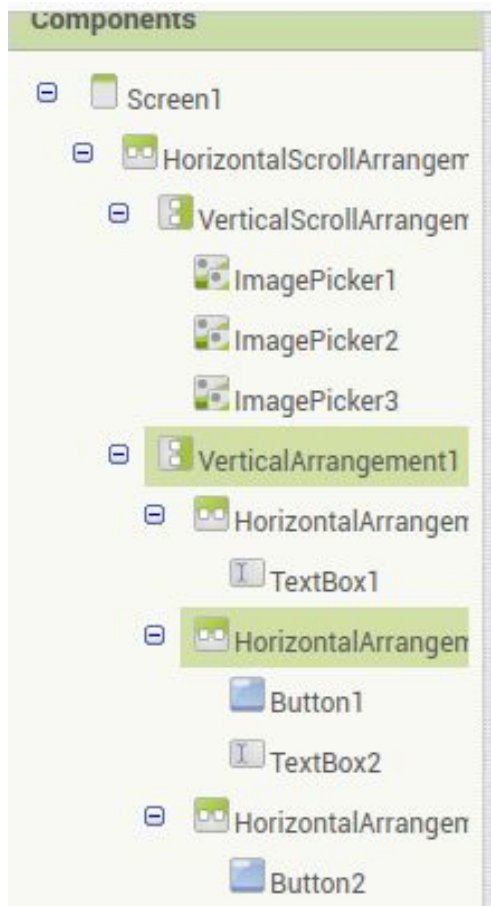 Components
Screen1
HorizontalScrollArrangem
VerticalScrollArrangem
ImagePicker1
ImagePicker2
ImagePicker3
VerticalArrangement1
HorizontalArrangem
TextBox1
HorizontalArrangem
Button1
TextBox2
HorizontalArrangem
Button2